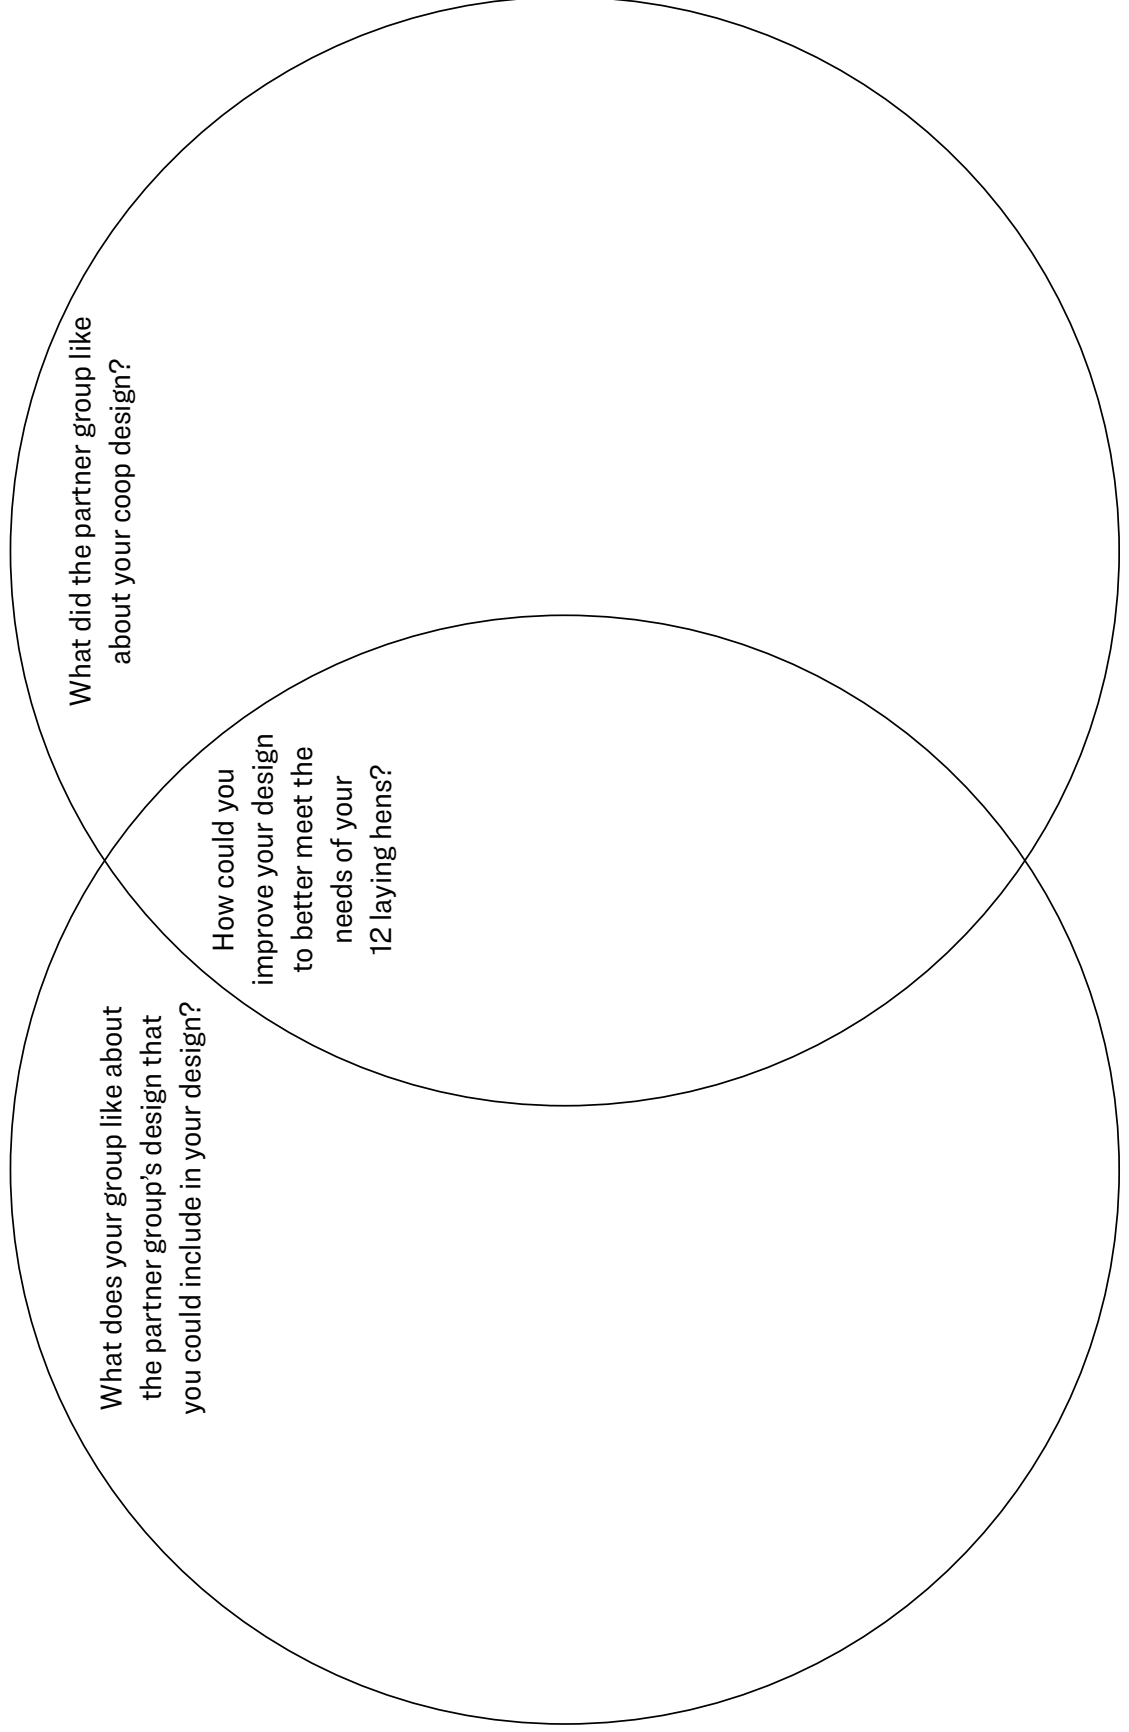 What does your group like about
the partner group’s design that
you could include in your design?
How could you
improve your design
to better meet the
needs of your
12 laying hens?
What did the partner group like
about your coop design?